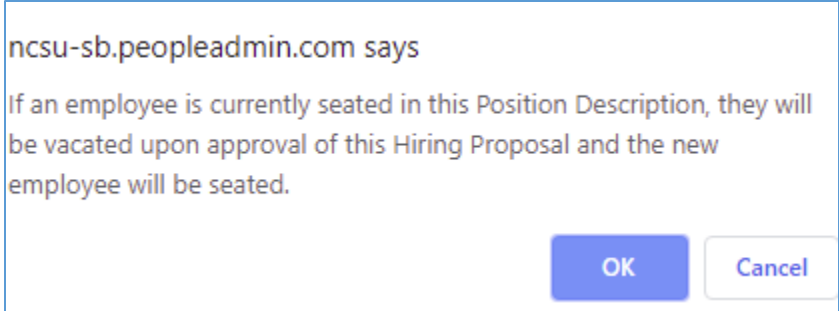 ncsu-sb.peopleadmin.com says
If an employee is currently seated in this Position Description, they will
be vacated upon approval of this Hiring Proposal and the new
employee will be seated.
OK
Cancel